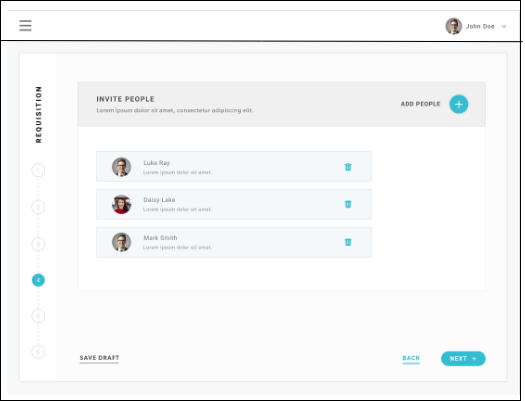 John Doe
REQUISITION
INVITE PEOPLE
Lorem ipsum dolor sit amet, consectetur adipiscing elit.
ADD PEOPLE
1
2
3
4
5
6
Luke Ray
Lorem ipsum dolor sit amet.
Daisy Lake
Lorem ipsum dolor sit amet.
Mark Smith
Lorem ipsum dolor sit amet.
SAVE DRAFT
BACK
NEXT